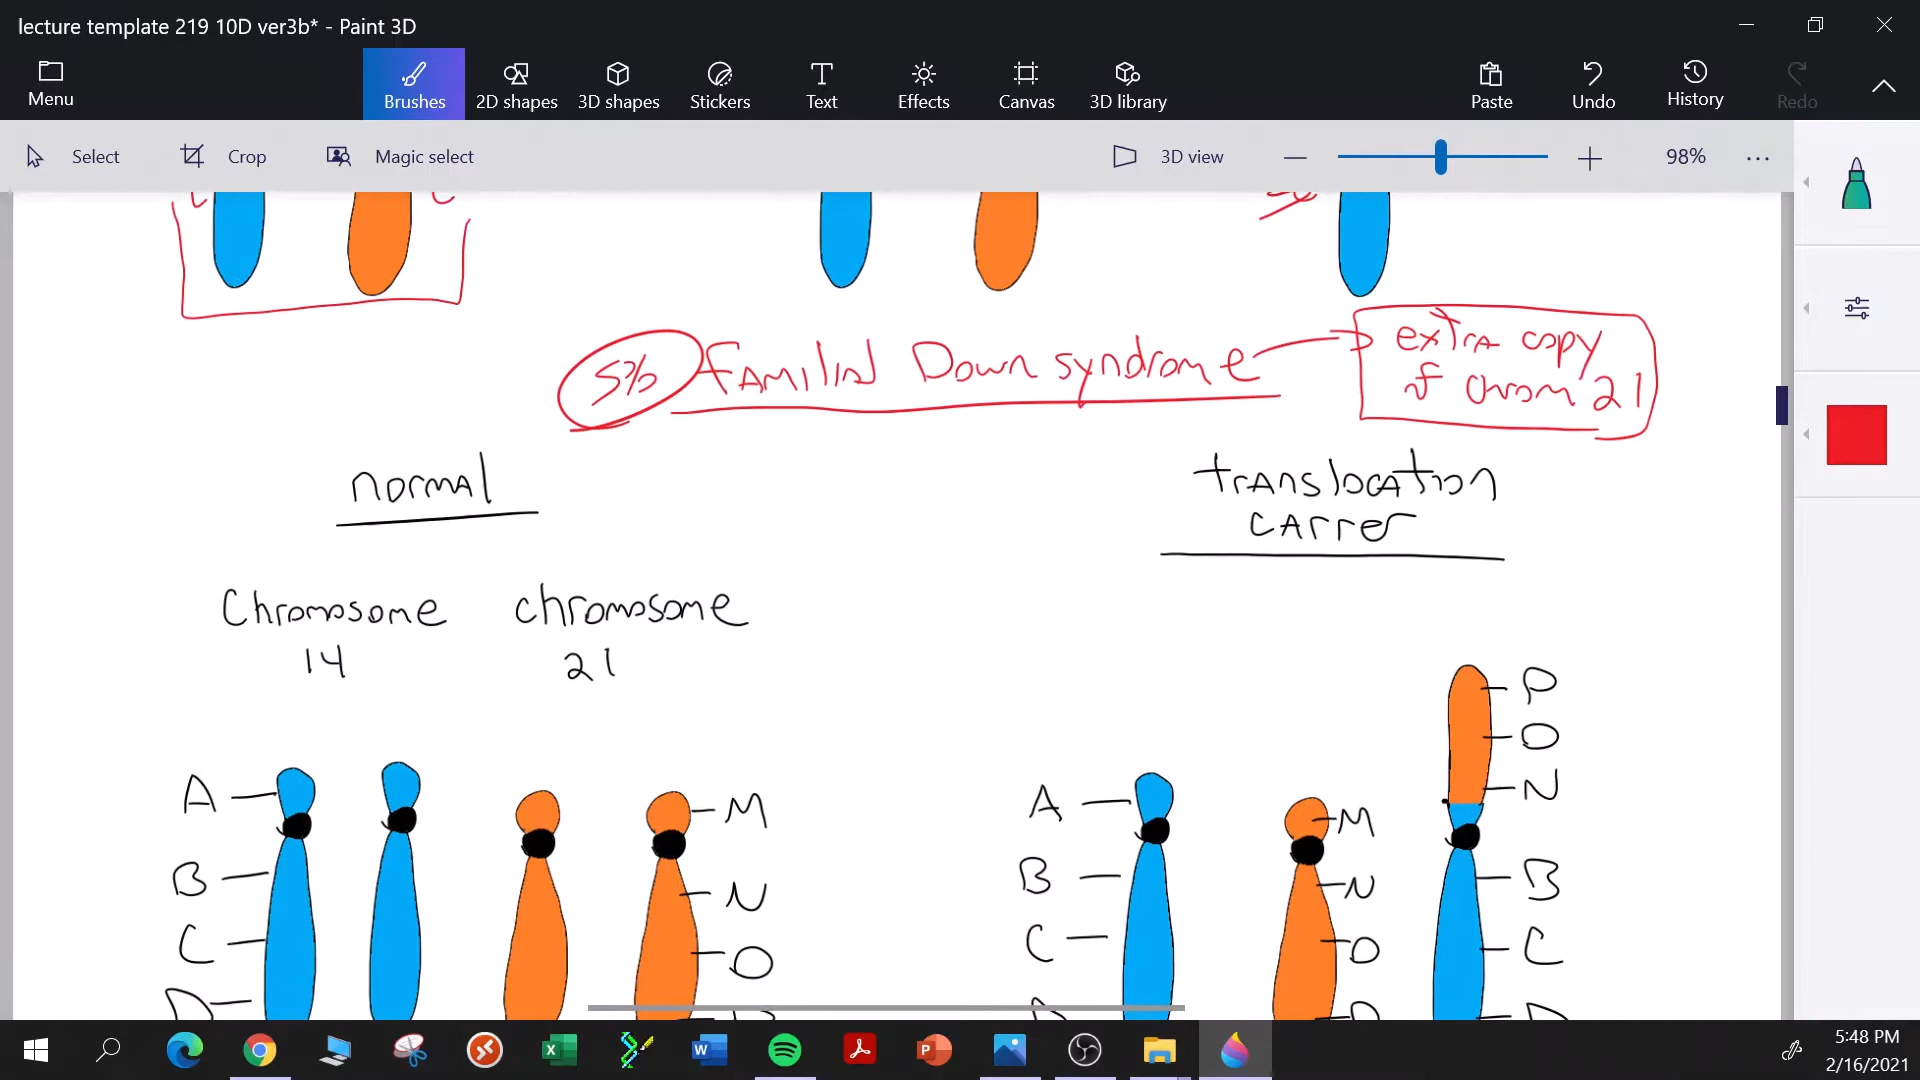 lecture template 219 10D ver3b* - Paint 3D
Menu
Brushes
2D shapes
3D shapes
Stickers
Text
Effects
Canvas
3D library
Paste
Undo
History
Redo
Select
Crop
Magic select
3D view
98%
5% FAMILIAL Down syndrome
extra copy
of chrom 21
normal
translocation
carrer
Chromosome
14
chromosome
21
A
B
C
D
M
N
O
A
B
C
M
N
O
P
O
N
B
C
D
5:48 PM
2/16/2021